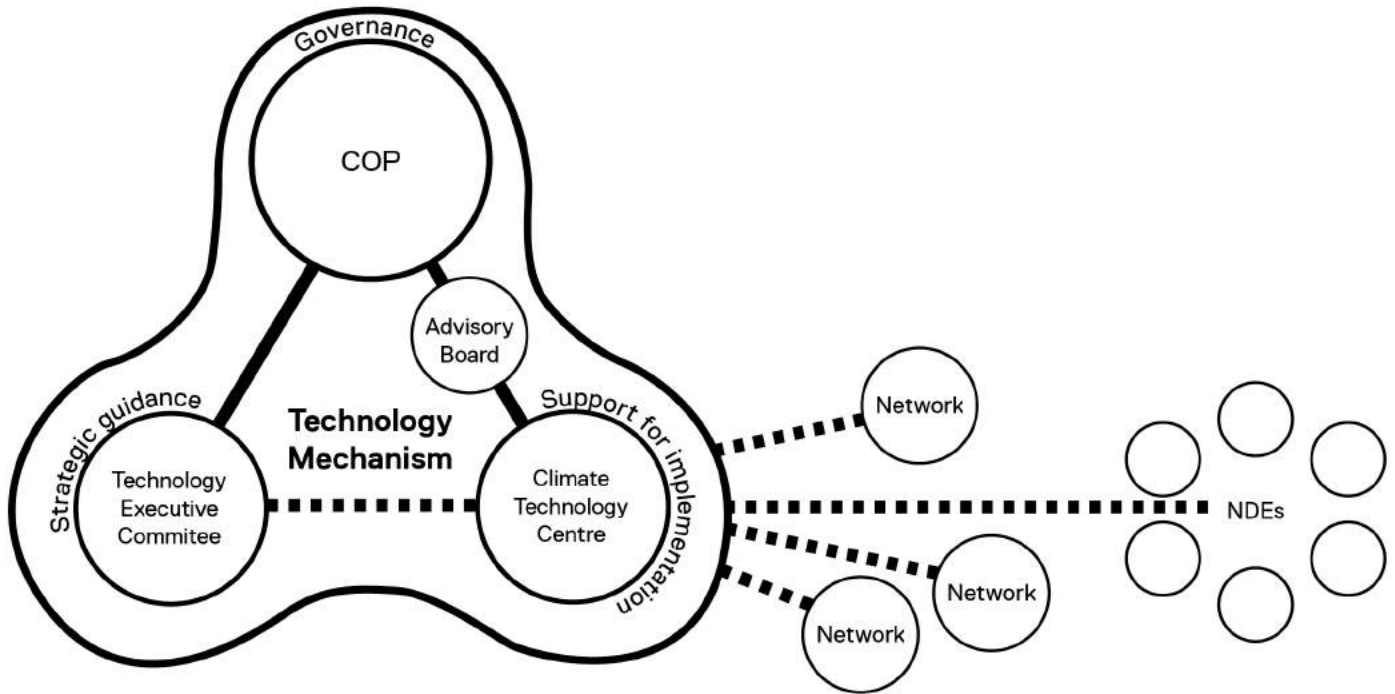 Governance
COP
Advisory
Board
Strategic guidance
Technology
Mechanism
Support for implementation
Technology
Executive
Commitee
Climate
Technology
Centre
Network
NDEs
Network
Network